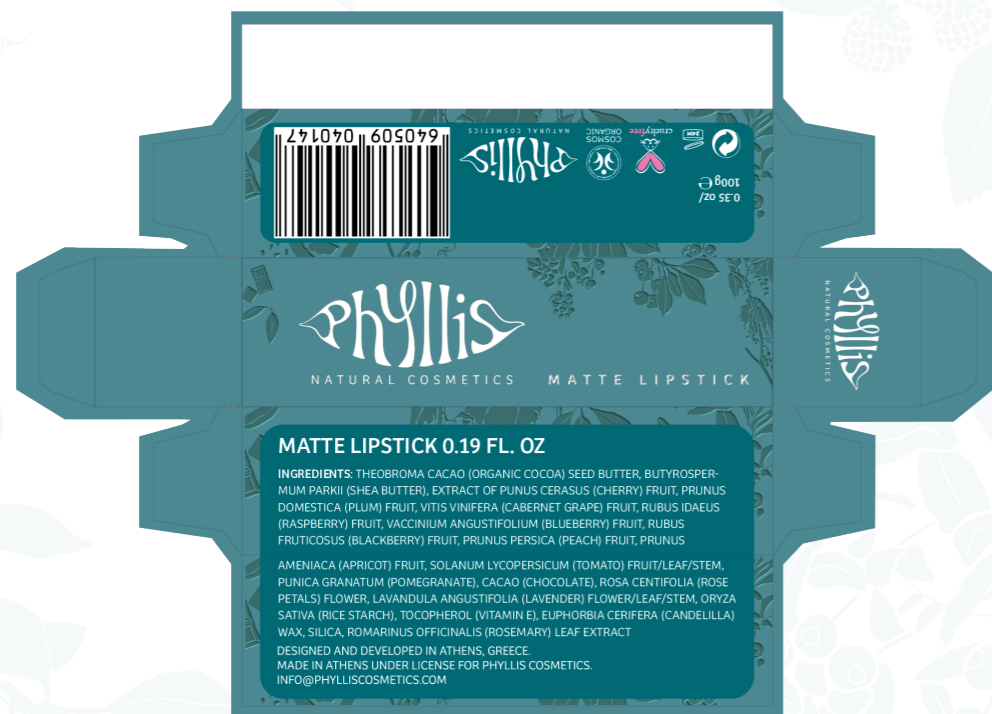 640509 040147
Phyllis
NATURAL COSMETICS
COSMOS
ORGANIC
crueltyfree
24M
0.35 oz/
100g ℮
Phyllis
NATURAL COSMETICS
MATTE LIPSTICK
Phyllis
NATURAL COSMETICS
MATTE LIPSTICK 0.19 FL. OZ
INGREDIENTS: THEOBROMA CACAO (ORGANIC COCOA) SEED BUTTER, BUTYROSPER-
MUM PARKII (SHEA BUTTER), EXTRACT OF PUNUS CERASUS (CHERRY) FRUIT, PRUNUS
DOMESTICA (PLUM) FRUIT, VITIS VINIFERA (CABERNET GRAPE) FRUIT, RUBUS IDAEUS
(RASPBERRY) FRUIT, VACCINIUM ANGUSTIFOLIUM (BLUEBERRY) FRUIT, RUBUS
FRUTICOSUS (BLACKBERRY) FRUIT, PRUNUS PERSICA (PEACH) FRUIT, PRUNUS
AMENIACA (APRICOT) FRUIT, SOLANUM LYCOPERSICUM (TOMATO) FRUIT/LEAF/STEM,
PUNICA GRANATUM (POMEGRANATE), CACAO (CHOCOLATE), ROSA CENTIFOLIA (ROSE
PETALS) FLOWER, LAVANDULA ANGUSTIFOLIA (LAVENDER) FLOWER/LEAF/STEM, ORYZA
SATIVA (RICE STARCH), TOCOPHEROL (VITAMIN E), EUPHORBIA CERIFERA (CANDELILLA)
WAX, SILICA, ROMARINUS OFFICINALIS (ROSEMARY) LEAF EXTRACT
DESIGNED AND DEVELOPED IN ATHENS, GREECE.
MADE IN ATHENS UNDER LICENSE FOR PHYLLIS COSMETICS.
INFO@PHYLLISCOSMETICS.COM